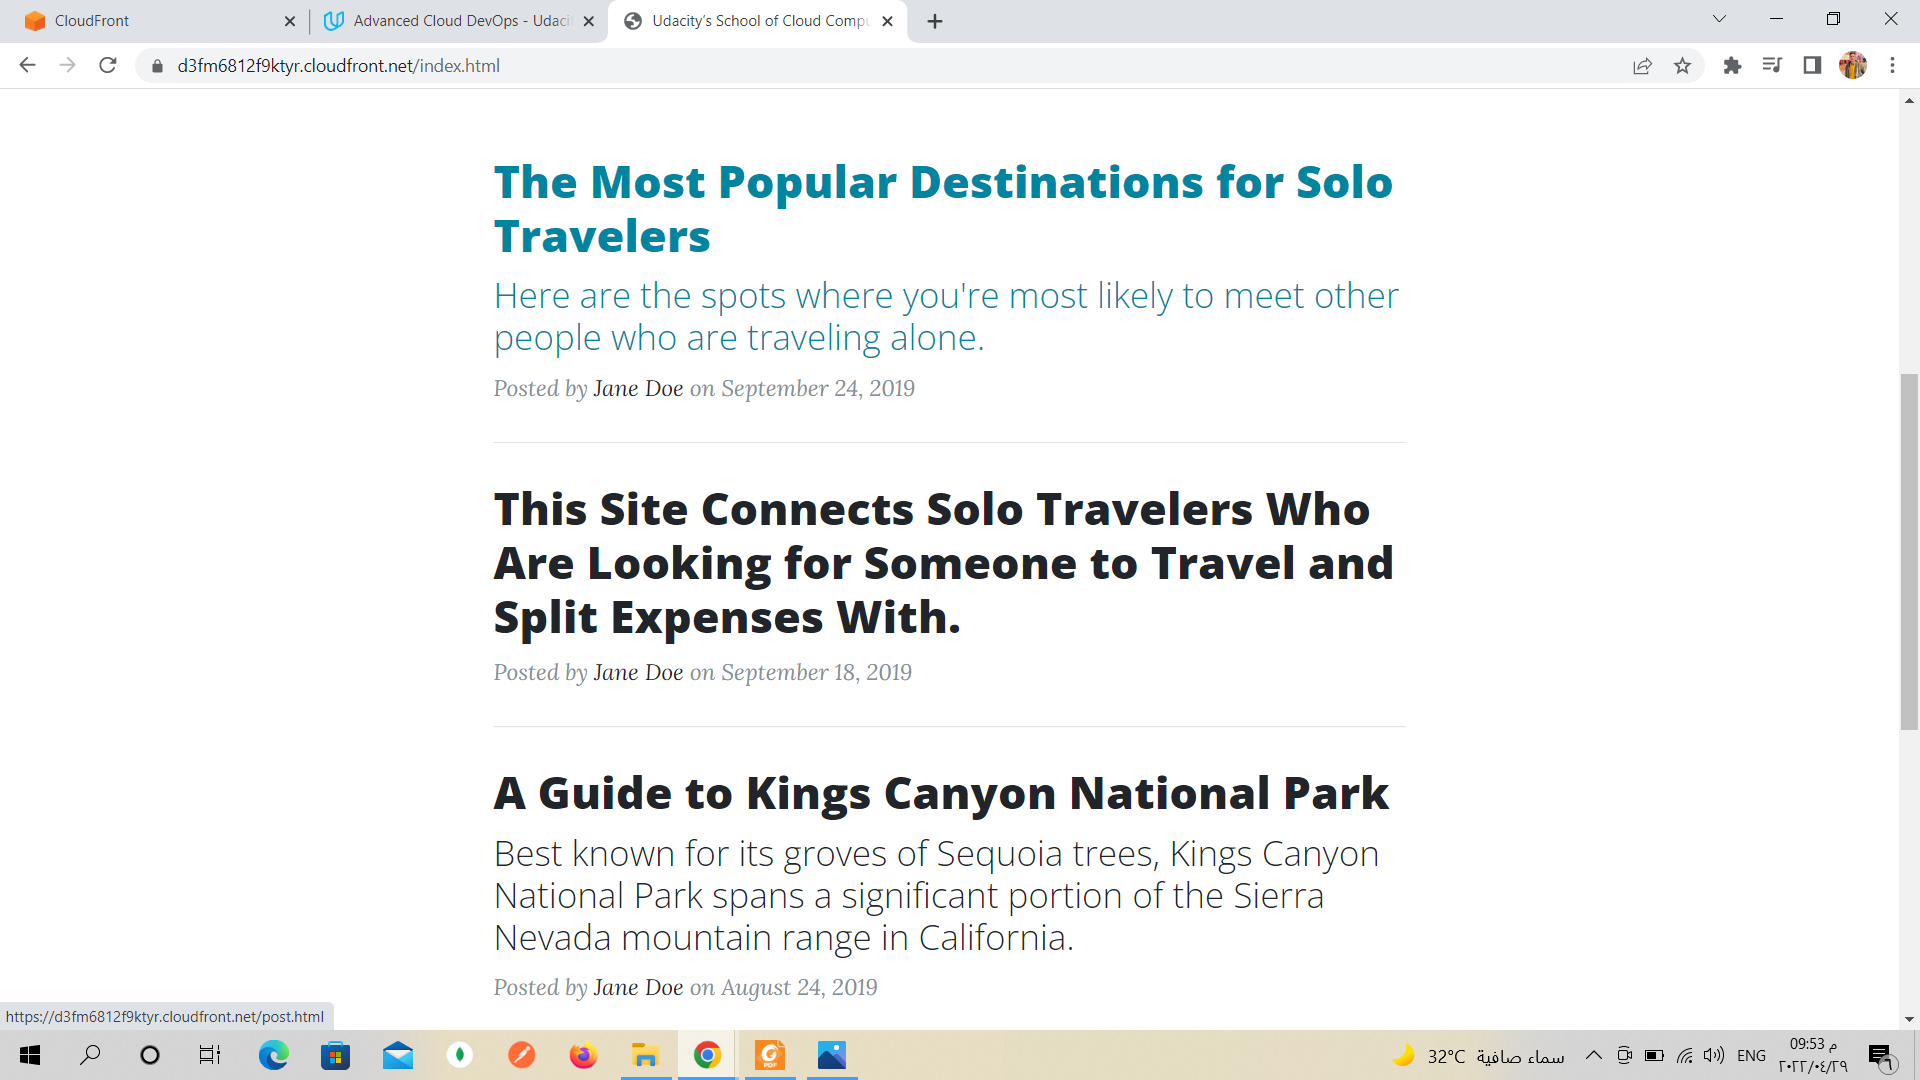 CloudFront
Advanced Cloud DevOps - Udaci
Udacity’s School of Cloud Compu
d3fm6812f9ktyr.cloudfront.net/index.html
The Most Popular Destinations for Solo
Travelers
Here are the spots where you're most likely to meet other
people who are traveling alone.
Posted by Jane Doe on September 24, 2019
This Site Connects Solo Travelers Who
Are Looking for Someone to Travel and
Split Expenses With.
Posted by Jane Doe on September 18, 2019
A Guide to Kings Canyon National Park
Best known for its groves of Sequoia trees, Kings Canyon
National Park spans a significant portion of the Sierra
Nevada mountain range in California.
Posted by Jane Doe on August 24, 2019
https://d3fm6812f9ktyr.cloudfront.net/post.html
PDF
32°C سماء صافية
ENG
09:53 م
٢٠٢٢/٠٤/٢٩
٦